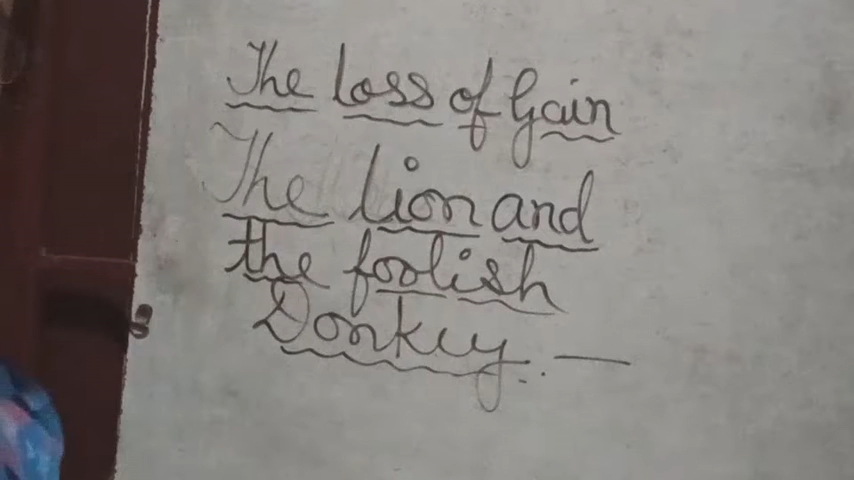 The loss of Gain
The lion and
the foolish
Donkey. —